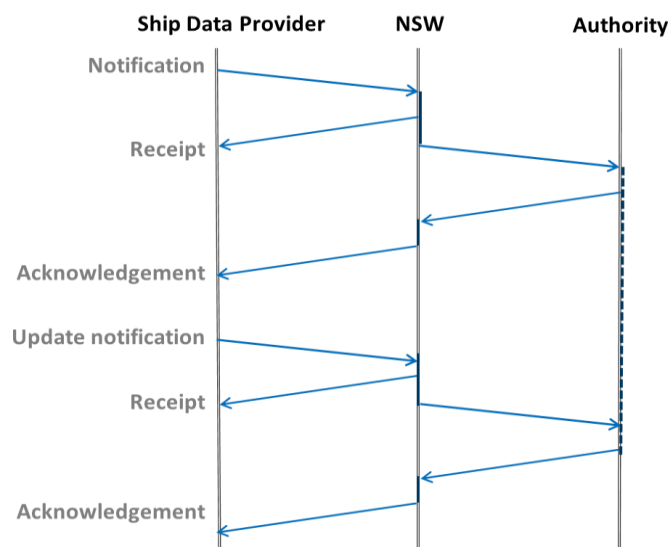 Ship Data Provider NSW Authority
Notification
Receipt
Acknowledgement
Update notification
Receipt
Acknowledgement